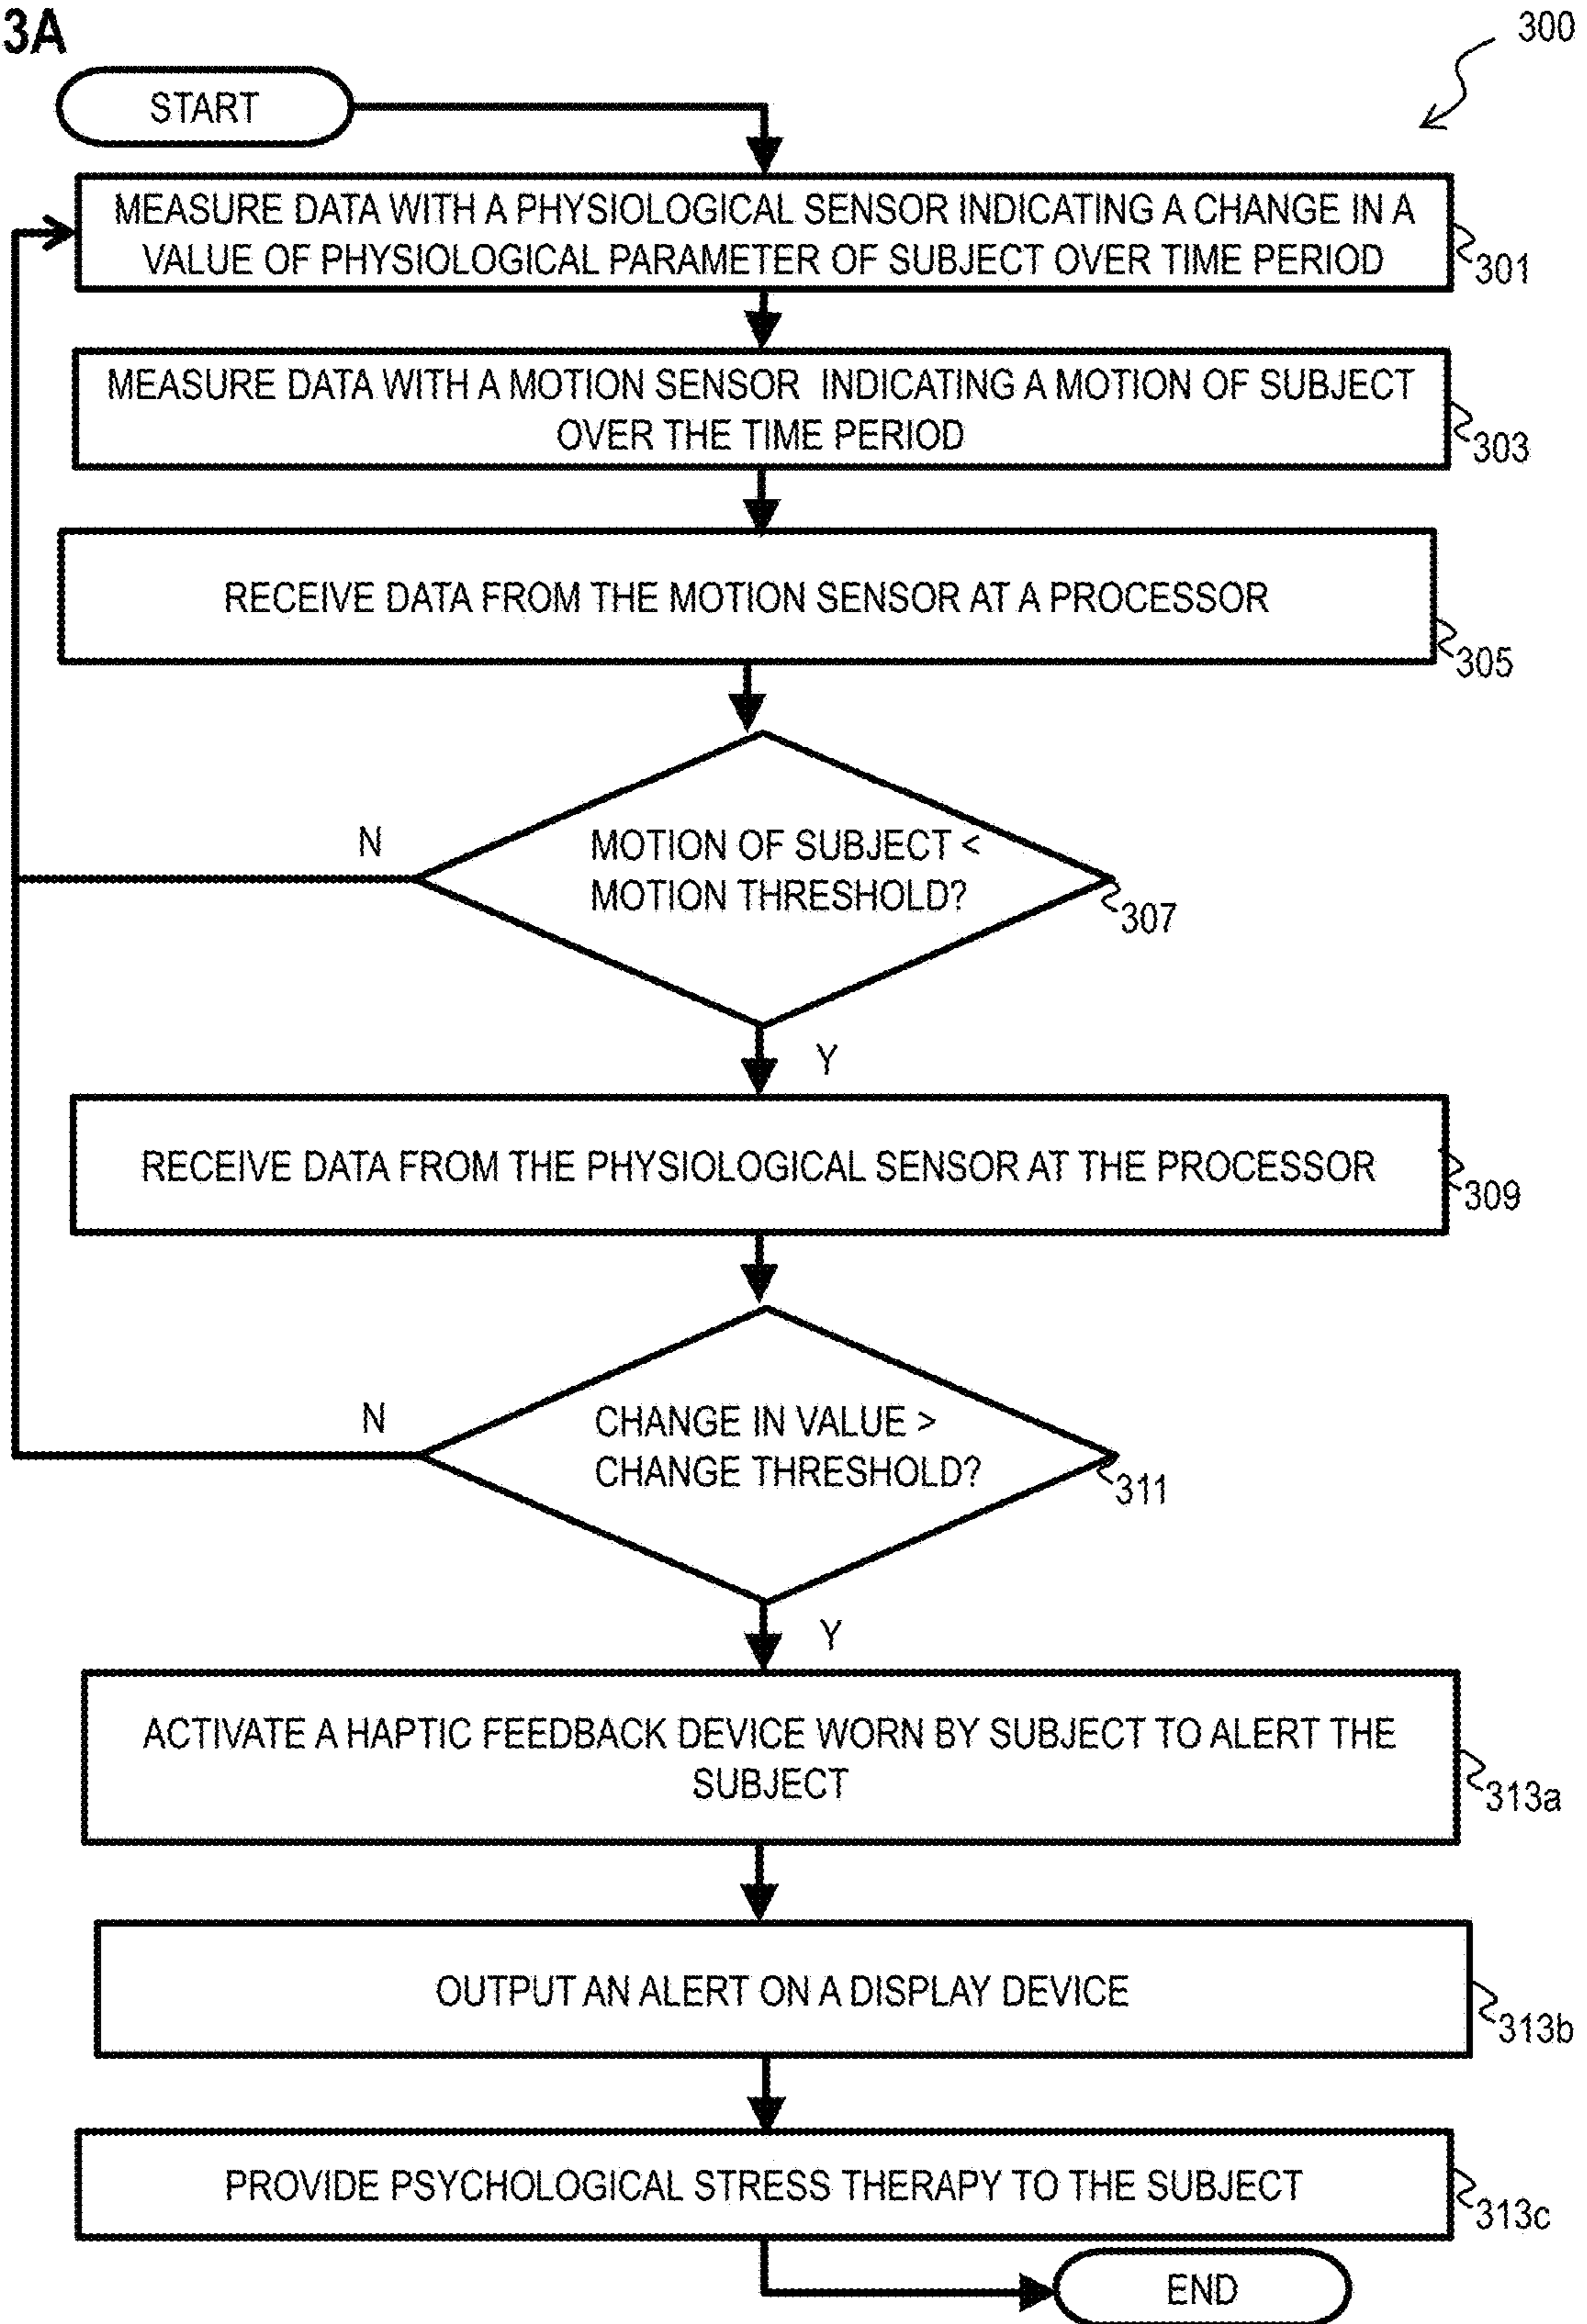 3A
300
START
MEASURE DATA WITH A PHYSIOLOGICAL SENSOR INDICATING A CHANGE IN A
VALUE OF PHYSIOLOGICAL PARAMETER OF SUBJECT OVER TIME PERIOD
301
MEASURE DATA WITH A MOTION SENSOR INDICATING A MOTION OF SUBJECT
OVER THE TIME PERIOD
303
RECEIVE DATA FROM THE MOTION SENSOR AT A PROCESSOR
305
N
MOTION OF SUBJECT <
MOTION THRESHOLD?
307
Y
RECEIVE DATA FROM THE PHYSIOLOGICAL SENSOR AT THE PROCESSOR
309
N
CHANGE IN VALUE >
CHANGE THRESHOLD?
311
Y
ACTIVATE A HAPTIC FEEDBACK DEVICE WORN BY SUBJECT TO ALERT THE
SUBJECT
313a
OUTPUT AN ALERT ON A DISPLAY DEVICE
313b
PROVIDE PSYCHOLOGICAL STRESS THERAPY TO THE SUBJECT
313c
END